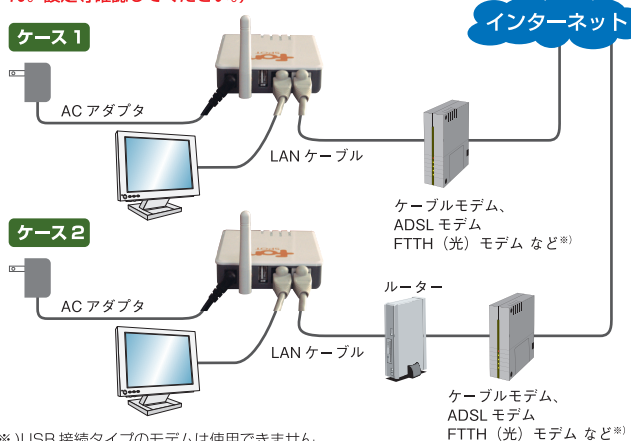 インターネット
ケース 1
AC アダプタ
LAN ケーブル
ケーブルモデム、
ADSL モデム
FTTH（光）モデム など※）
ケース 2
AC アダプタ
LAN ケーブル
ルーター
ケーブルモデム、
ADSL モデム
FTTH（光）モデム など※）
※）USB 接続タイプのモデムは使用できません